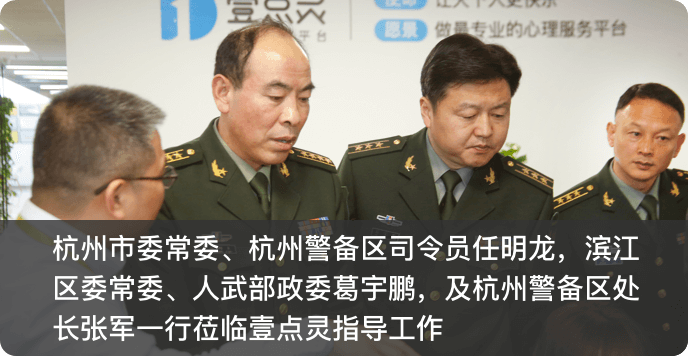 壹点灵
平台
使命 让人人更快乐
愿景 做最专业的心理服务平台
杭州市委常委、杭州警备区司令员任明龙，滨江
区委常委、人武部政委葛宇鹏，及杭州警备区处
长张军一行莅临壹点灵指导工作